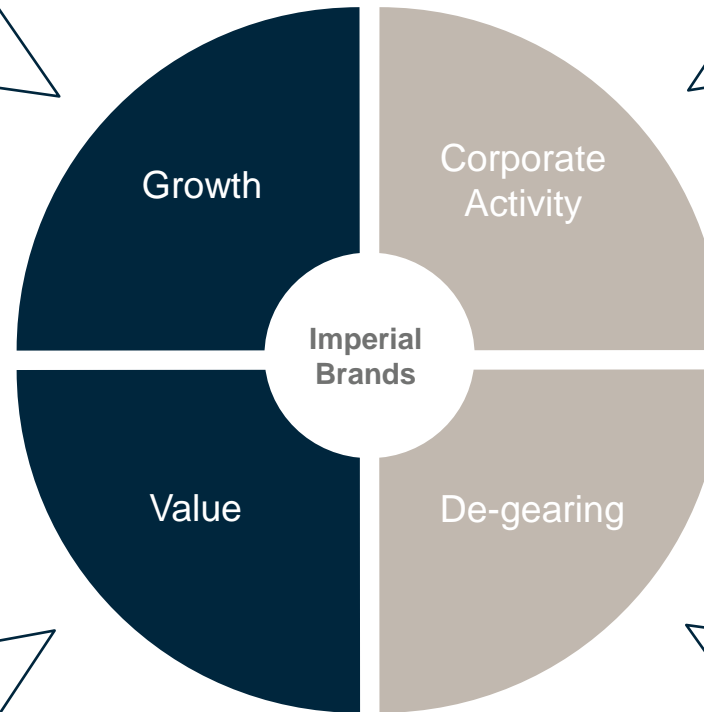 Growth
Corporate
Activity
Imperial
Brands
Value
De-gearing